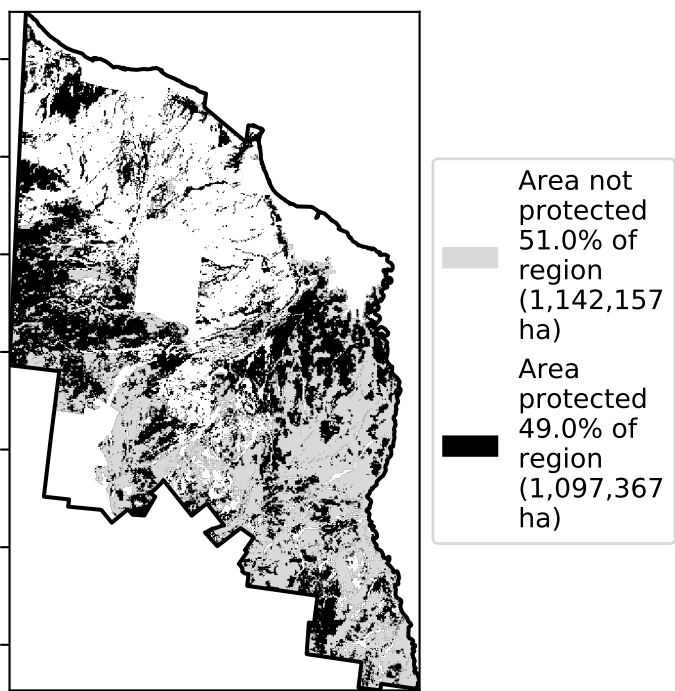 Area not
protected
51.0% of
region
(1,142,157
ha)
Area
protected
49.0% of
region
(1,097,367
ha)